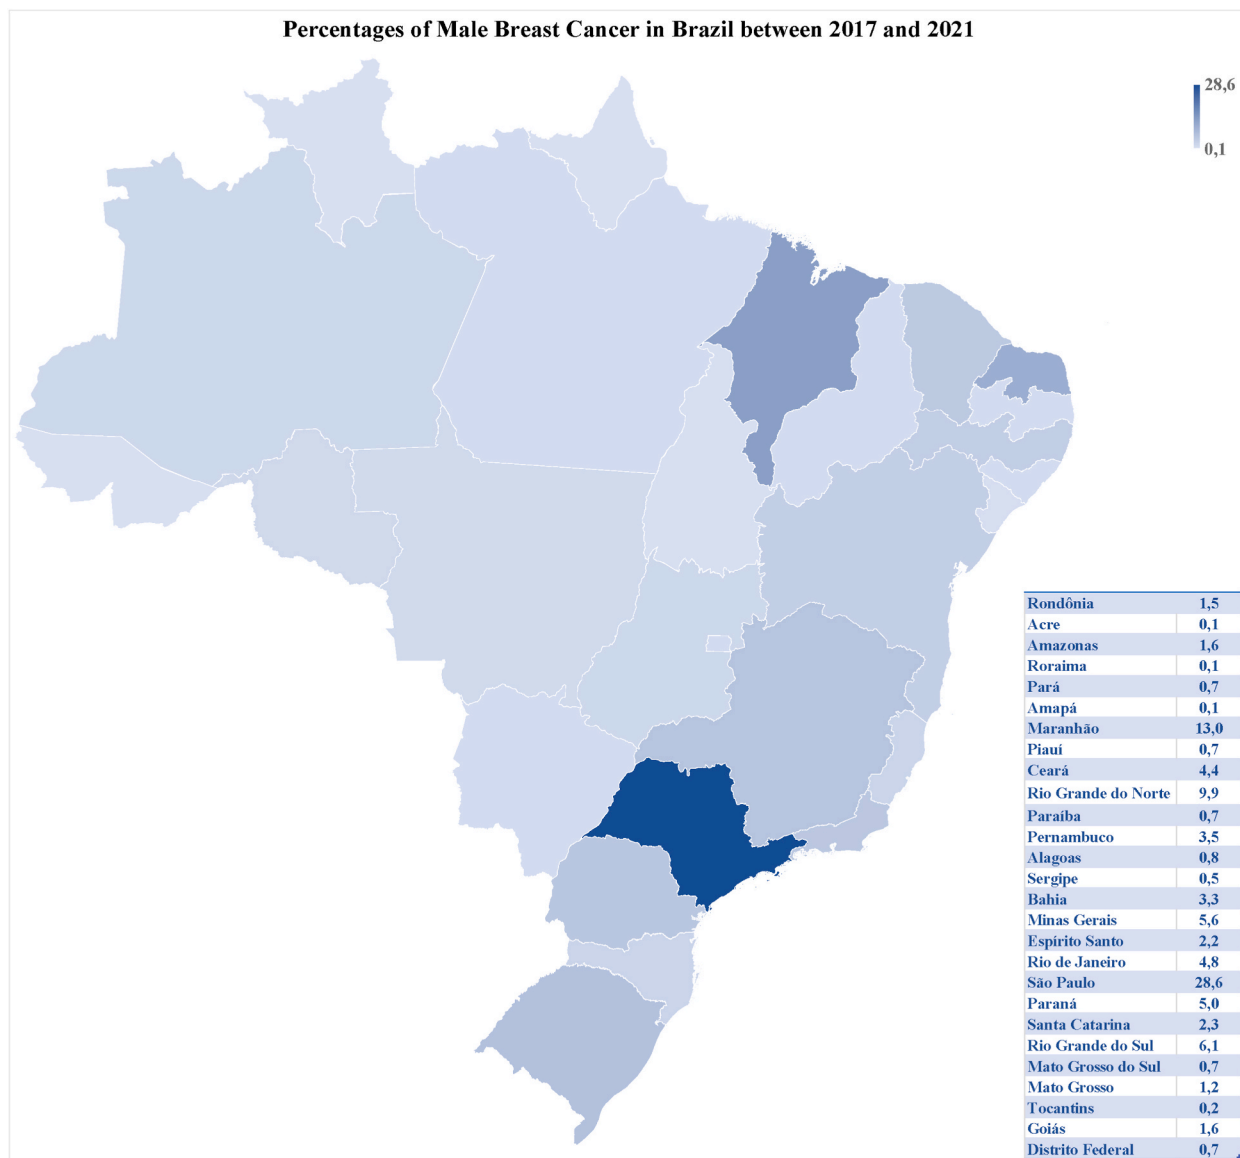 Percentages of Male Breast Cancer in Brazil between 2017 and 2021
28,6
0,1
Rondônia 1,5
Acre 0,1
Amazonas 1,6
Roraima 0,1
Pará 0,7
Amapá 0,1
Maranhão 13,0
Piauí 0,7
Ceará 4,4
Rio Grande do Norte 9,9
Paraíba 0,7
Pernambuco 3,5
Alagoas 0,8
Sergipe 0,5
Bahia 3,3
Minas Gerais 5,6
Espírito Santo 2,2
Rio de Janeiro 4,8
São Paulo 28,6
Paraná 5,0
Santa Catarina 2,3
Rio Grande do Sul 6,1
Mato Grosso do Sul 0,7
Mato Grosso 1,2
Tocantins 0,2
Goiás 1,6
Distrito Federal 0,7